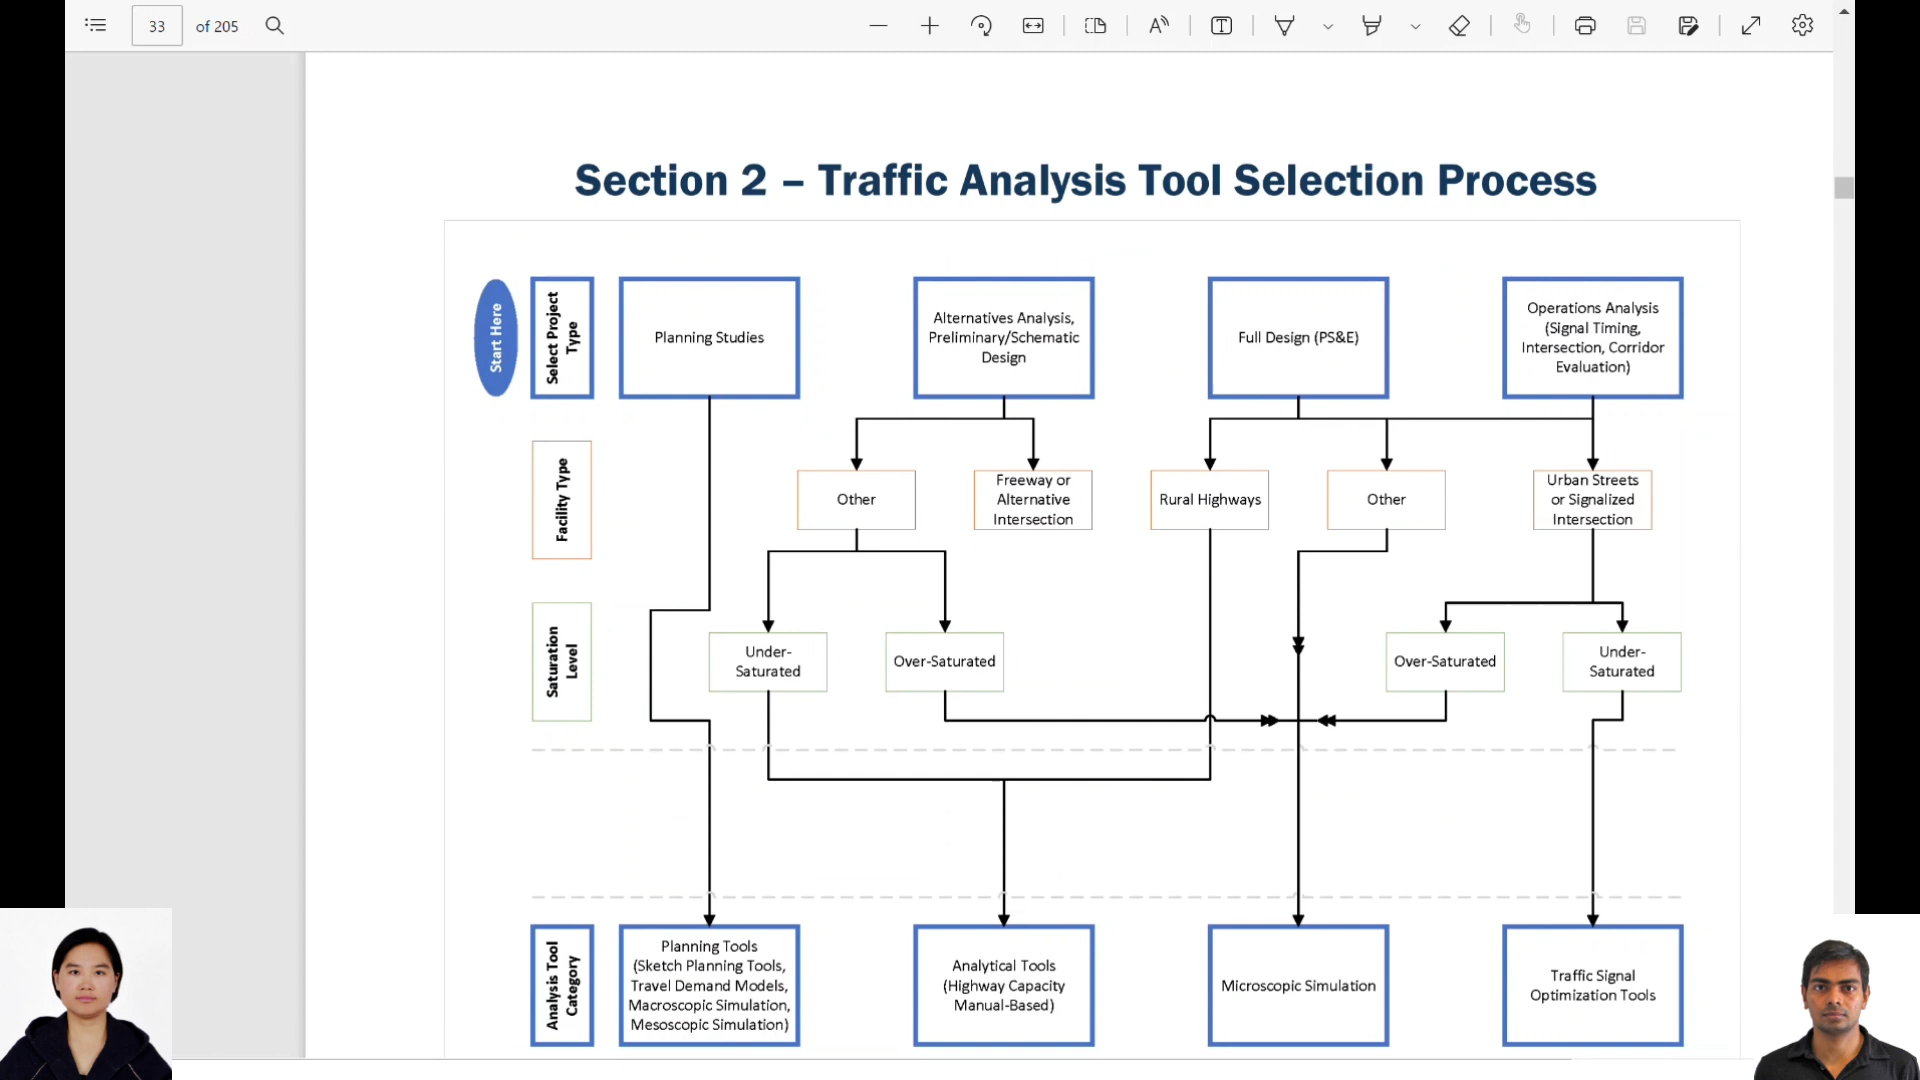 33
of 205
Section 2 – Traffic Analysis Tool Selection Process
Start Here
Select Project
Type
Planning Studies
Alternatives Analysis,
Preliminary/Schematic
Design
Full Design (PS&E)
Operations Analysis
(Signal Timing,
Intersection, Corridor
Evaluation)
Facility Type
Other
Freeway or
Alternative
Intersection
Rural Highways
Other
Urban Streets
or Signalized
Intersection
Saturation
Level
Under-
Saturated
Over-Saturated
Over-Saturated
Under-
Saturated
Analysis Tool
Category
Planning Tools
(Sketch Planning Tools,
Travel Demand Models,
Macroscopic Simulation,
Mesoscopic Simulation)
Analytical Tools
(Highway Capacity
Manual-Based)
Microscopic Simulation
Traffic Signal
Optimization Tools